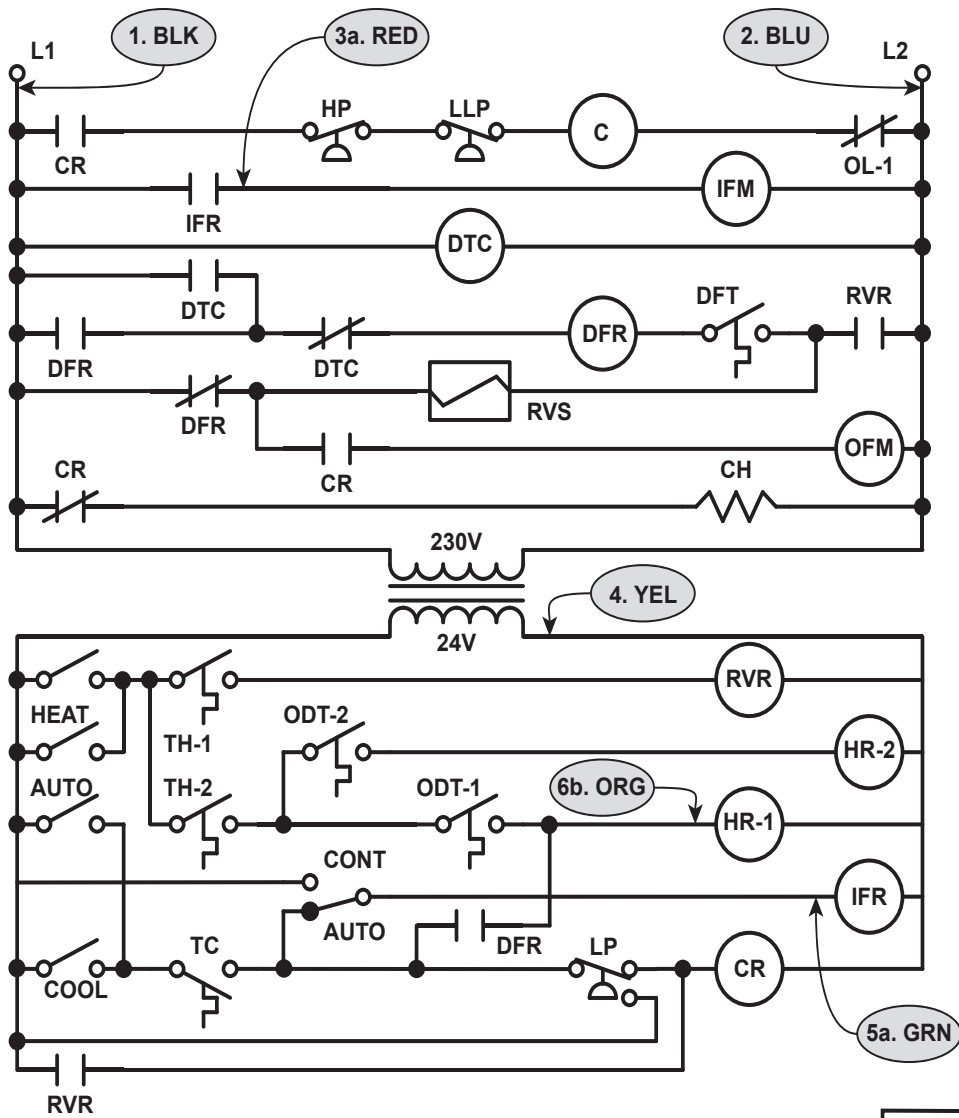 1. BLK
3a. RED
2. BLU
L1
L2
HP
LLP
C
CR
OL-1
IFM
IFR
DTC
DTC
DFT
RVR
DFR
DFR
DTC
DFR
RVS
OFM
CR
CR
CH
230V
4. YEL
24V
RVR
HEAT
ODT-2
TH-1
HR-2
AUTO
TH-2
ODT-1
6b. ORG
HR-1
CONT
IFR
AUTO
TC
DFR
LP
CR
COOL
5a. GRN
RVR